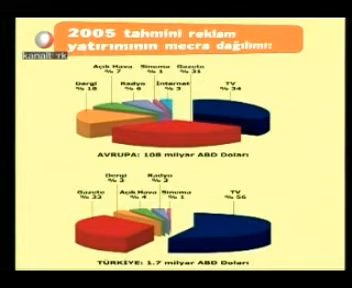 2005 tahmini reklam
yatırımının mecra dağılımı:
kanaltürk
Açık Hava % 7
Sinema % 1
Gazete % 31
Dergi % 18
Radyo % 6
İnternet % 3
TV % 34
AVRUPA: 108 milyar ABD Doları
Dergi % 3
Radyo % 3
Gazete % 33
Açık Hava % 4
Sinema % 1
TV % 56
TÜRKİYE: 1.7 milyar ABD Doları